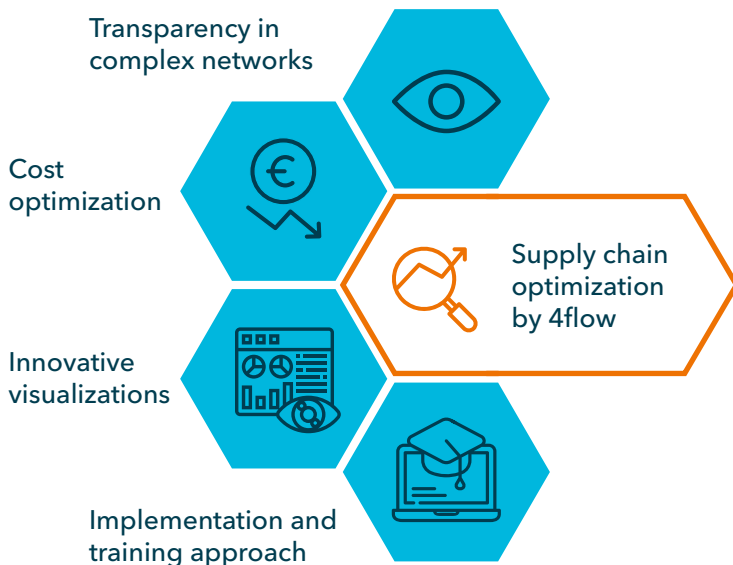 Transparency in
complex networks
Cost
optimization
€
Supply chain
optimization
by 4flow
Innovative
visualizations
Implementation and
training approach